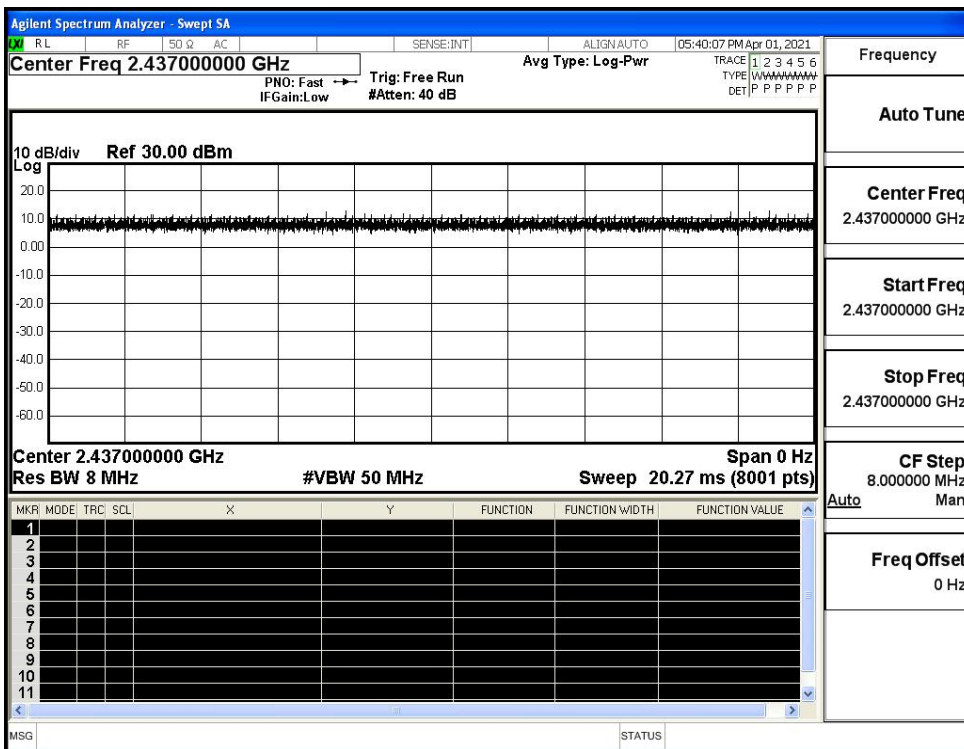 Agilent Spectrum Analyzer - Swept SA
LXI RL RF 50 Ω AC SENSE:INT ALIGN AUTO 05:40:07 PM Apr 01, 2021
Center Freq 2.437000000 GHz
PNO: Fast
IFGain:Low
Trig: Free Run
#Atten: 40 dB
Avg Type: Log-Pwr
TRACE 1 2 3 4 5 6
TYPE WWWWWW
DET P P P P P P
10 dB/div Ref 30.00 dBm
Log
20.0
10.0
0.00
-10.0
-20.0
-30.0
-40.0
-50.0
-60.0
Center 2.437000000 GHz Span 0 Hz
Res BW 8 MHz #VBW 50 MHz Sweep 20.27 ms (8001 pts)
MKR MODE TRC SCL X Y FUNCTION FUNCTION WIDTH FUNCTION VALUE
1
2
3
4
5
6
7
8
9
10
11
MSG STATUS
Frequency
Auto Tune
Center Freq
2.437000000 GHz
Start Freq
2.437000000 GHz
Stop Freq
2.437000000 GHz
CF Step
8.000000 MHz
Auto Man
Freq Offset
0 Hz